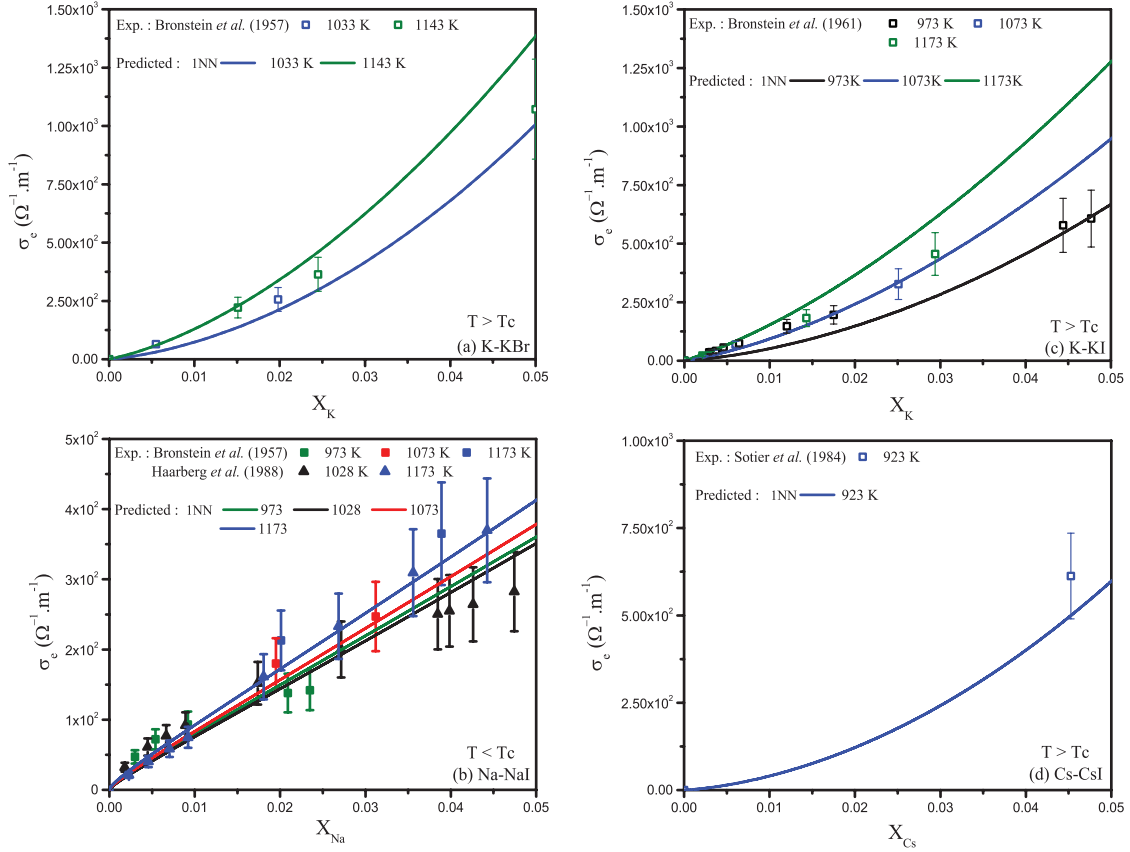 Exp. : Bronstein et al. (1957) 1033 K 1143 K
Predicted : 1NN 1033 K 1143 K
1.50x10³
1.25x10³
1.00x10³
7.50x10²
5.00x10²
2.50x10²
0.00
σe (Ω⁻¹.m⁻¹)
T > Tc
(a) K-KBr
0.00 0.01 0.02 0.03 0.04 0.05
XK
Exp. : Bronstein et al. (1961) 973 K 1073 K
1173 K
Predicted : 1NN 973K 1073K 1173K
1.50x10³
1.25x10³
1.00x10³
7.50x10²
5.00x10²
2.50x10²
0.00
σe (Ω⁻¹.m⁻¹)
T > Tc
(c) K-KI
0.00 0.01 0.02 0.03 0.04 0.05
XK
Exp. : Bronstein et al. (1957) 973 K 1073 K 1173 K
Haarberg et al. (1988) 1028 K 1173 K
Predicted : 1NN 973 1028 1073
1173
5x10²
4x10²
3x10²
2x10²
1x10²
0.00
σe (Ω⁻¹.m⁻¹)
T < Tc
(b) Na-NaI
0.00 0.01 0.02 0.03 0.04 0.05
XNa
Exp. : Sotier et al. (1984) 923 K
Predicted : 1NN 923 K
1.00x10³
7.50x10²
5.00x10²
2.50x10²
0.00
σe (Ω⁻¹.m⁻¹)
T > Tc
(d) Cs-CsI
0.00 0.01 0.02 0.03 0.04 0.05
XCs